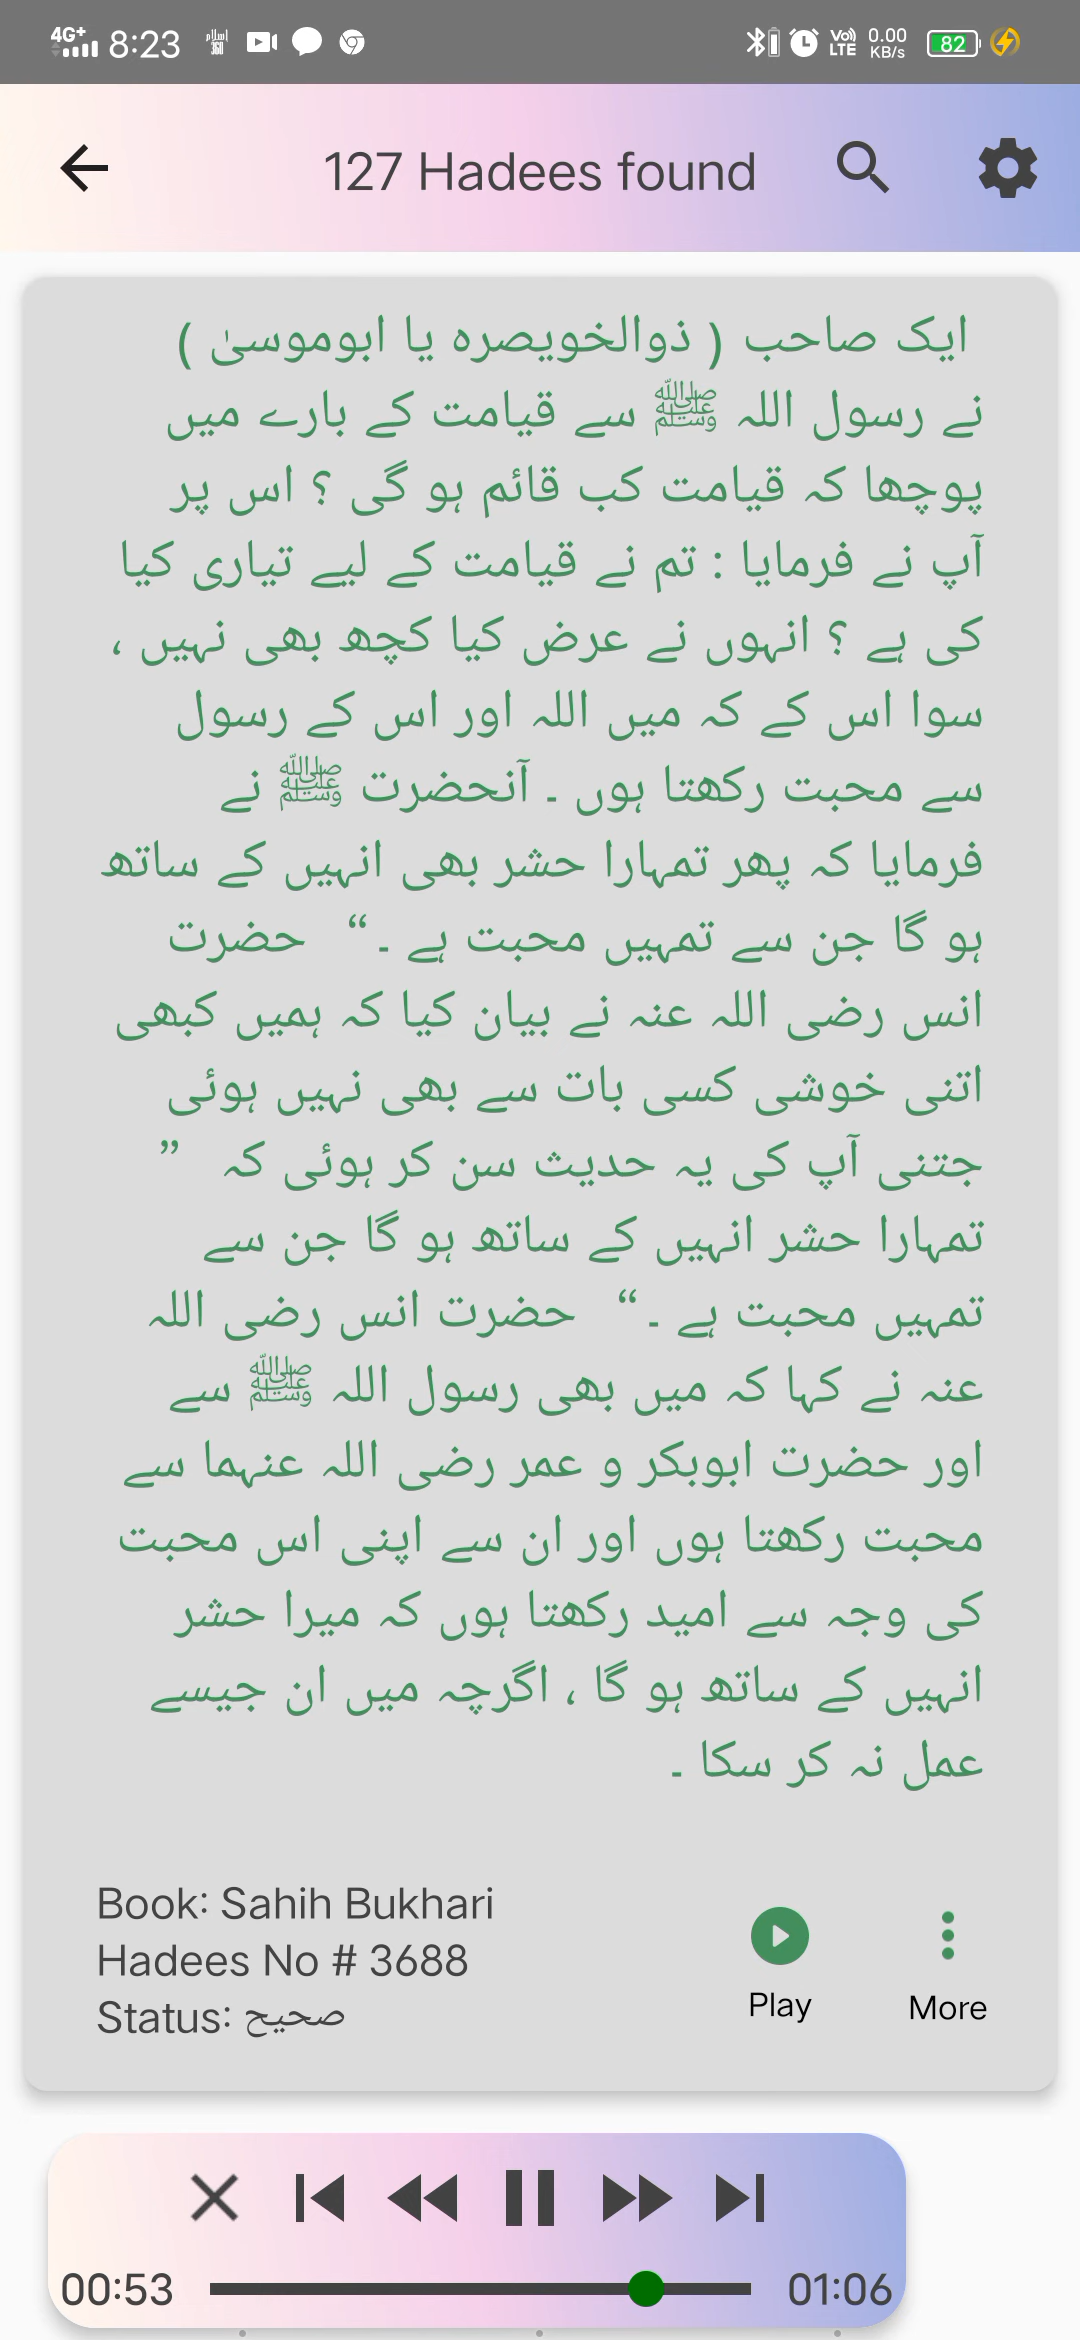 4G+ 8:23 اسلام 360 Vo) LTE 0.00 KB/s 82
127 Hadees found
ایک صاحب ( ذوالخویصرہ یا ابوموسیٰ )
نے رسول اللہ ﷺ سے قیامت کے بارے میں
پوچھا کہ قیامت کب قائم ہو گی ؟ اس پر
آپ نے فرمایا : تم نے قیامت کے لیے تیاری کیا
کی ہے ؟ انہوں نے عرض کیا کچھ بھی نہیں ،
سوا اس کے کہ میں اللہ اور اس کے رسول
سے محبت رکھتا ہوں ۔ آنحضرت ﷺ نے
فرمایا کہ پھر تمہارا حشر بھی انہیں کے ساتھ
ہو گا جن سے تمہیں محبت ہے ۔“ حضرت
انس رضی اللہ عنہ نے بیان کیا کہ ہمیں کبھی
اتنی خوشی کسی بات سے بھی نہیں ہوئی
جتنی آپ کی یہ حدیث سن کر ہوئی کہ ”
تمہارا حشر انہیں کے ساتھ ہو گا جن سے
تمہیں محبت ہے ۔“ حضرت انس رضی اللہ
عنہ نے کہا کہ میں بھی رسول اللہ ﷺ سے
اور حضرت ابوبکر و عمر رضی اللہ عنہما سے
محبت رکھتا ہوں اور ان سے اپنی اس محبت
کی وجہ سے امید رکھتا ہوں کہ میرا حشر
انہیں کے ساتھ ہو گا ، اگرچہ میں ان جیسے
عمل نہ کر سکا ۔
Book: Sahih Bukhari
Hadees No # 3688
Status: صحیح
Play
More
00:53
01:06